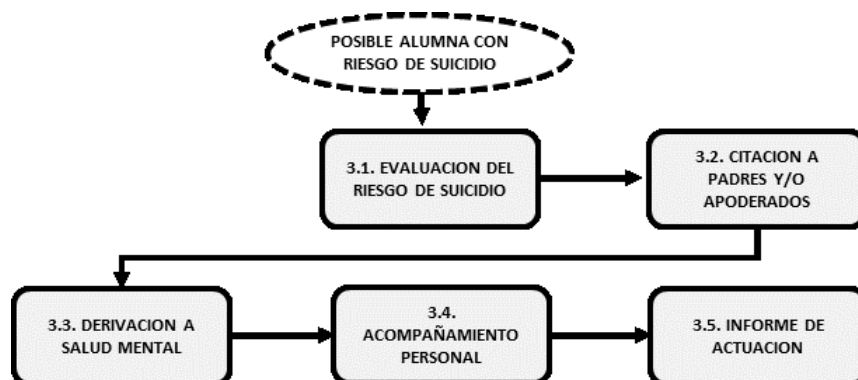 POSIBLE ALUMNA CON
RIESGO DE SUICIDIO
3.1. EVALUACION DEL
RIESGO DE SUICIDIO
3.2. CITACION A
PADRES Y/O
APODERADOS
3.3. DERIVACION A
SALUD MENTAL
3.4.
ACOMPAÑAMIENTO
PERSONAL
3.5. INFORME DE
ACTUACION